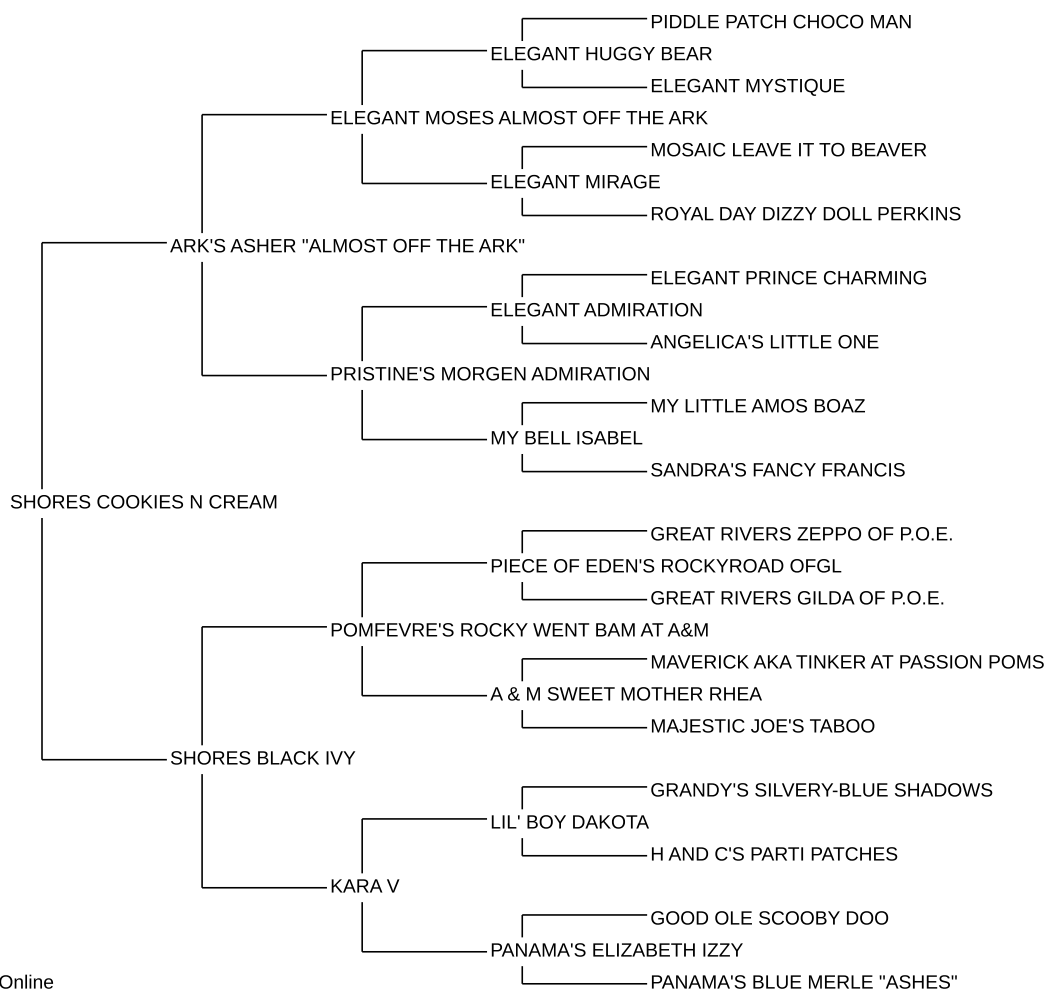 PIDDLE PATCH CHOCO MAN
ELEGANT HUGGY BEAR
ELEGANT MYSTIQUE
ELEGANT MOSES ALMOST OFF THE ARK
MOSAIC LEAVE IT TO BEAVER
ELEGANT MIRAGE
ROYAL DAY DIZZY DOLL PERKINS
ARK'S ASHER "ALMOST OFF THE ARK"
ELEGANT PRINCE CHARMING
ELEGANT ADMIRATION
ANGELICA'S LITTLE ONE
PRISTINE'S MORGEN ADMIRATION
MY LITTLE AMOS BOAZ
MY BELL ISABEL
SANDRA'S FANCY FRANCIS
SHORES COOKIES N CREAM
GREAT RIVERS ZEPPO OF P.O.E.
PIECE OF EDEN'S ROCKYROAD OFGL
GREAT RIVERS GILDA OF P.O.E.
POMFEVRE'S ROCKY WENT BAM AT A&M
MAVERICK AKA TINKER AT PASSION POMS
A & M SWEET MOTHER RHEA
MAJESTIC JOE'S TABOO
SHORES BLACK IVY
GRANDY'S SILVERY-BLUE SHADOWS
LIL' BOY DAKOTA
H AND C'S PARTI PATCHES
KARA V
GOOD OLE SCOOBY DOO
PANAMA'S ELIZABETH IZZY
PANAMA'S BLUE MERLE "ASHES"
Online